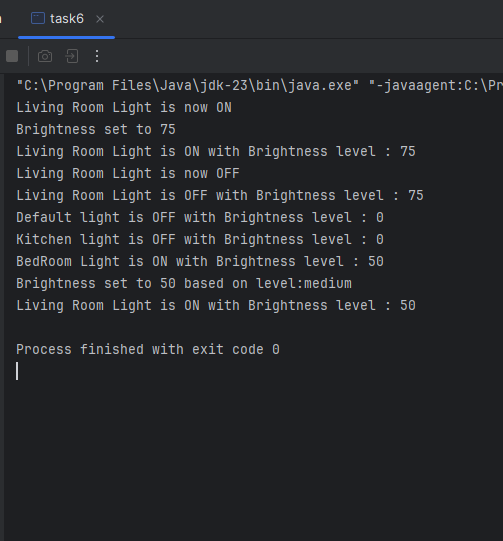 task6
"C:\Program Files\Java\jdk-23\bin\java.exe" "-javaagent:C:\Pr
Living Room Light is now ON
Brightness set to 75
Living Room Light is ON with Brightness level : 75
Living Room Light is now OFF
Living Room Light is OFF with Brightness level : 75
Default light is OFF with Brightness level : 0
Kitchen light is OFF with Brightness level : 0
BedRoom Light is ON with Brightness level : 50
Brightness set to 50 based on level:medium
Living Room Light is ON with Brightness level : 50
Process finished with exit code 0